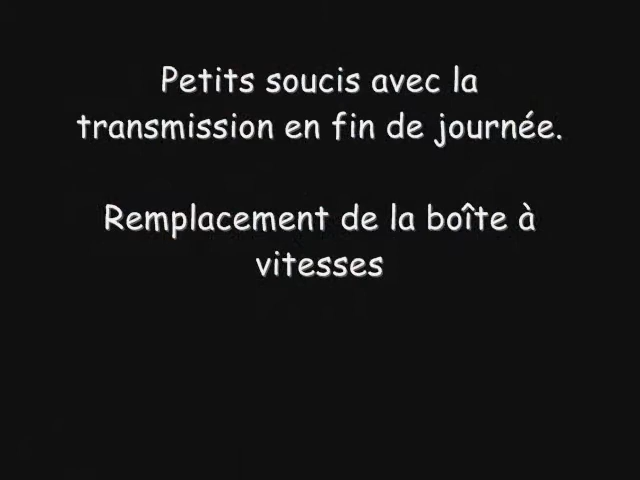 Petits soucis avec la
transmission en fin de journée.
Remplacement de la boîte à
vitesses